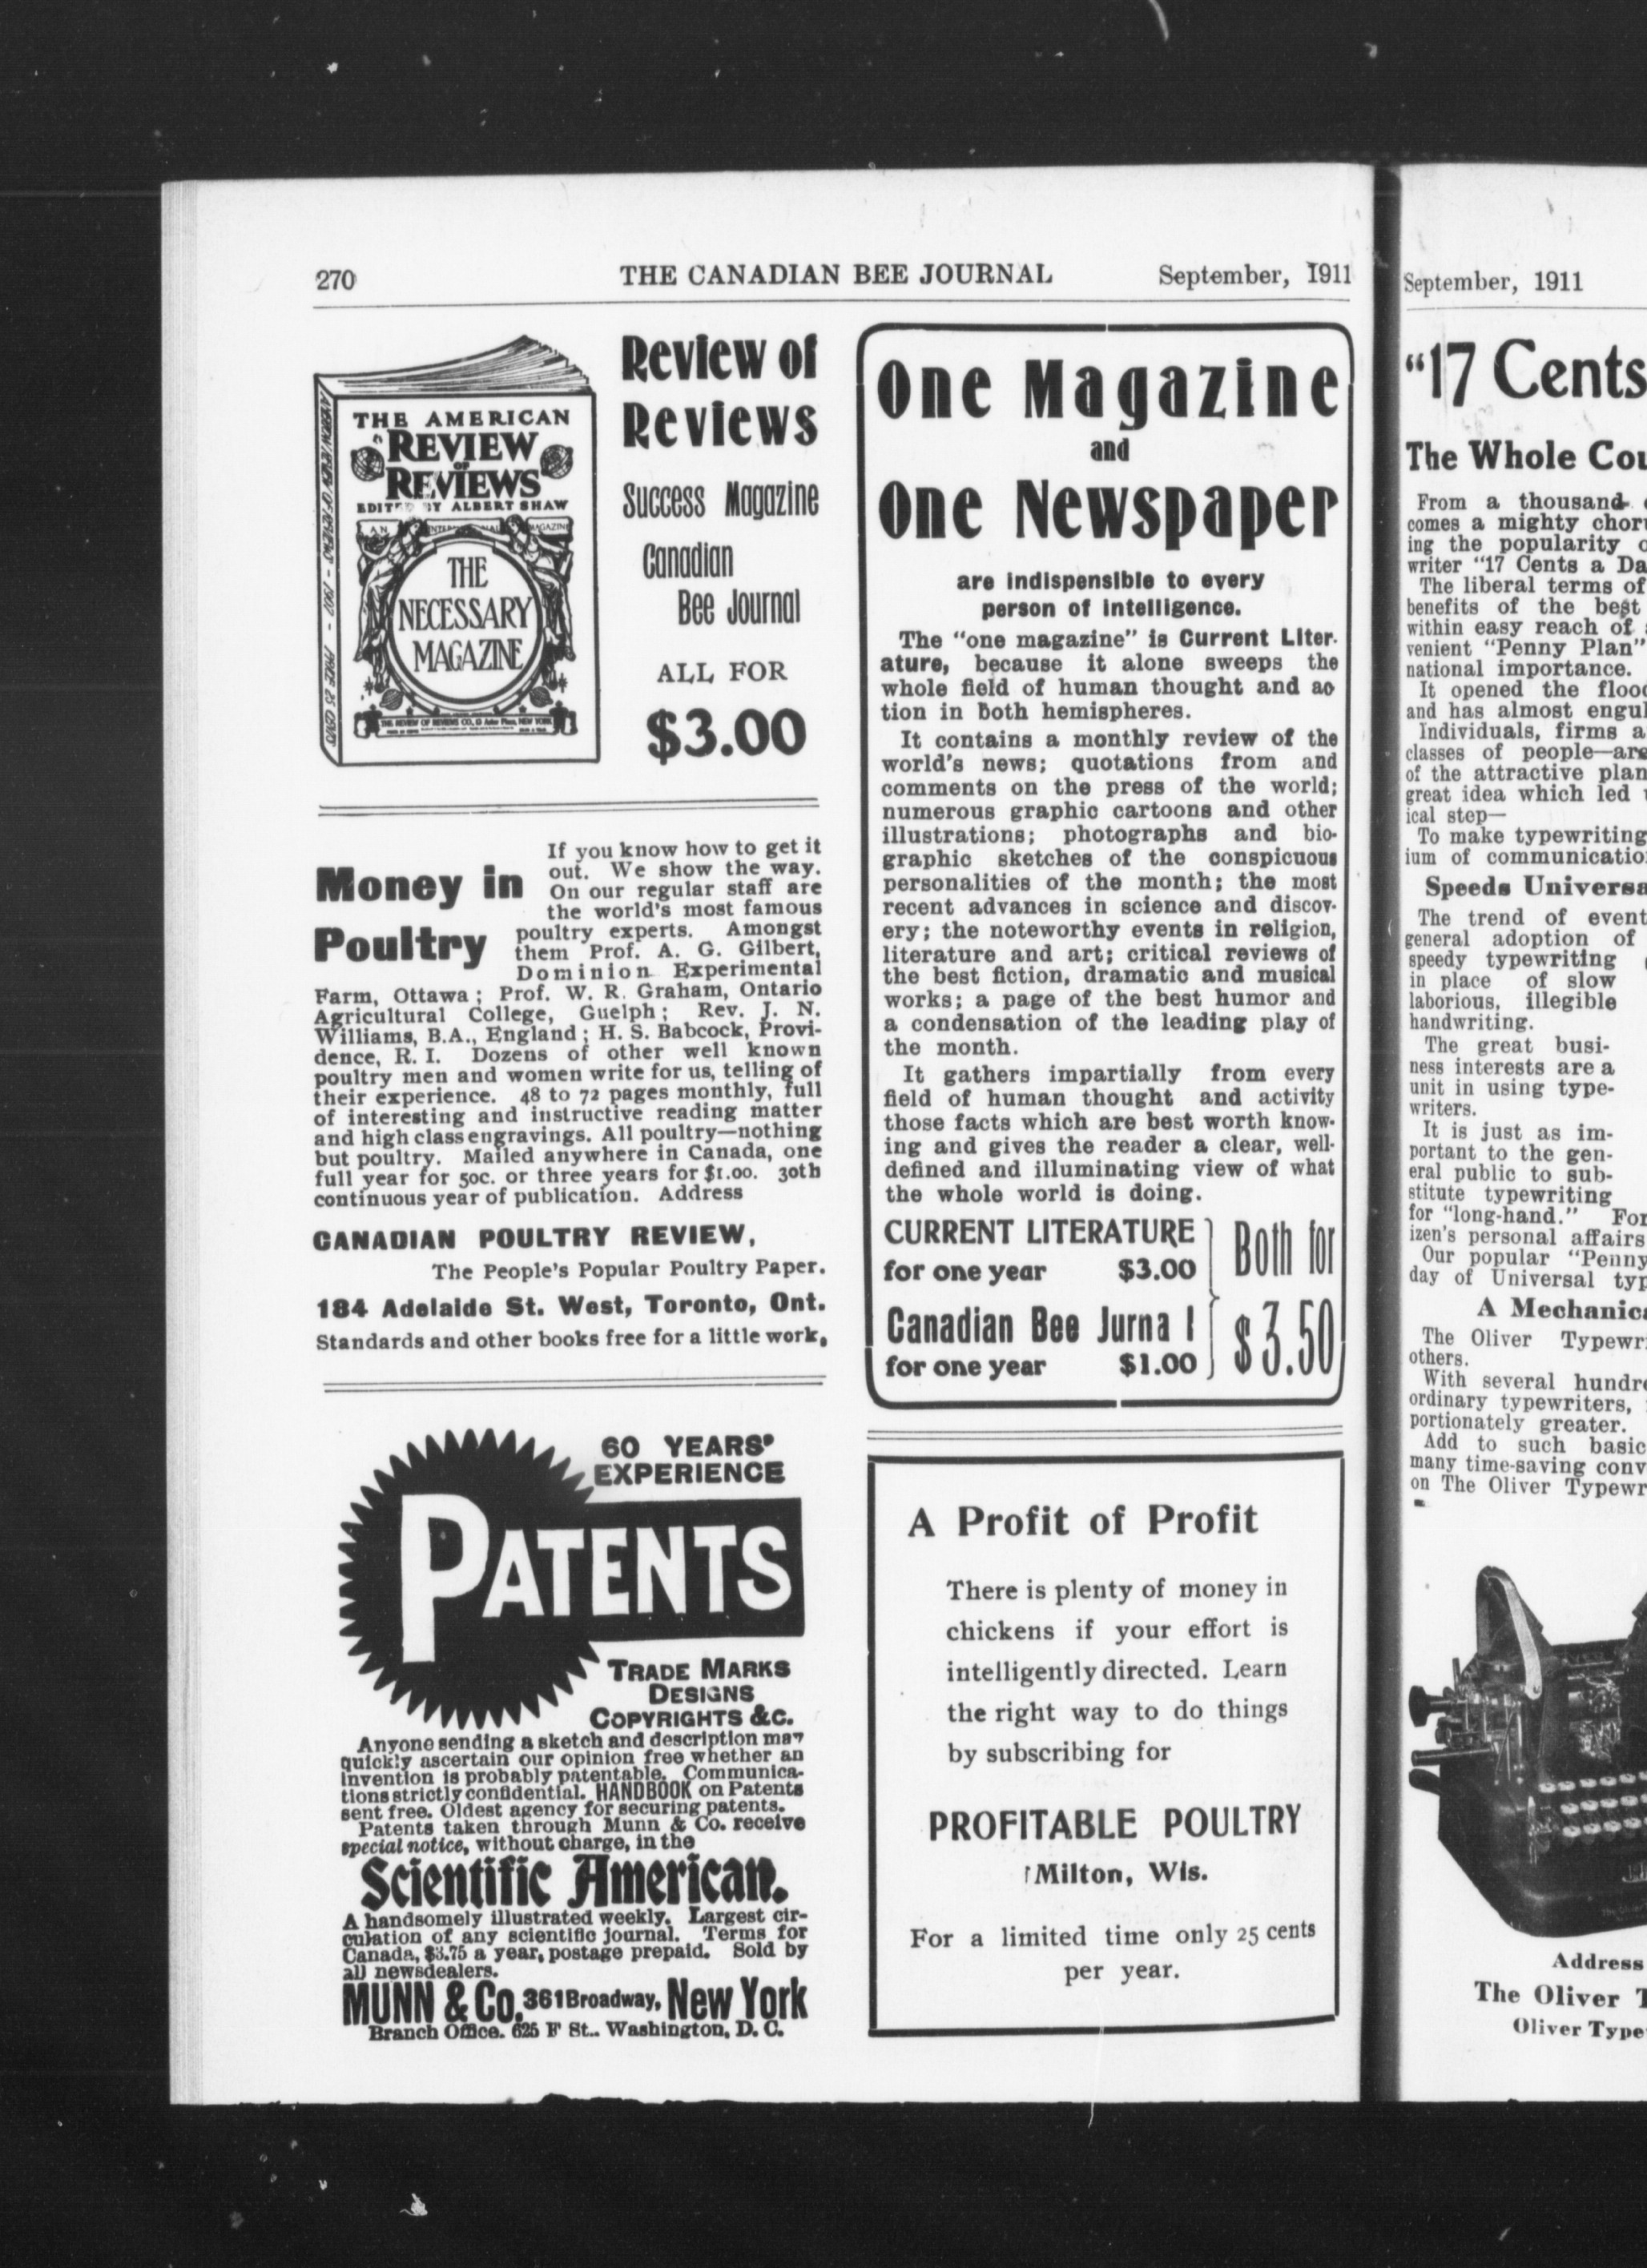 270
THE CANADIAN BEE JOURNAL
September, 1911
THE AMERICAN
REVIEW
OF
REVIEWS
EDITED BY ALBERT SHAW
THE
NECESSARY
MAGAZINE
THE REVIEW OF REVIEWS CO., 13 Astor Place, NEW YORK
Review of
Reviews
Success Magazine
Canadian
Bee Journal
ALL FOR
$3.00
Money in
Poultry
If you know how to get it
out. We show the way.
On our regular staff are
the world's most famous
poultry experts. Amongst
them Prof. A. G. Gilbert,
Dominion Experimental
Farm, Ottawa; Prof. W. R. Graham, Ontario
Agricultural College, Guelph; Rev. J. N.
Williams, B.A., England; H. S. Babcock, Provi-
dence, R. I. Dozens of other well known
poultry men and women write for us, telling of
their experience. 48 to 72 pages monthly, full
of interesting and instructive reading matter
and high class engravings. All poultry—nothing
but poultry. Mailed anywhere in Canada, one
full year for 50c. or three years for $1.00. 30th
continuous year of publication. Address
CANADIAN POULTRY REVIEW,
The People's Popular Poultry Paper.
184 Adelaide St. West, Toronto, Ont.
Standards and other books free for a little work,
60 YEARS'
EXPERIENCE
PATENTS
TRADE MARKS
DESIGNS
COPYRIGHTS &C.
Anyone sending a sketch and description may
quickly ascertain our opinion free whether an
invention is probably patentable. Communica-
tions strictly confidential. HANDBOOK on Patents
sent free. Oldest agency for securing patents.
Patents taken through Munn & Co. receive
special notice, without charge, in the
Scientific American.
A handsomely illustrated weekly. Largest cir-
culation of any scientific journal. Terms for
Canada, $3.75 a year, postage prepaid. Sold by
all newsdealers.
MUNN & Co. 361 Broadway, New York
Branch Office. 625 F St.. Washington, D. C.
One Magazine
and
One Newspaper
are indispensible to every
person of intelligence.
The "one magazine" is Current Liter-
ature, because it alone sweeps the
whole field of human thought and ao
tion in both hemispheres.
It contains a monthly review of the
world's news; quotations from and
comments on the press of the world;
numerous graphic cartoons and other
illustrations; photographs and bio-
graphic sketches of the conspicuous
personalities of the month; the most
recent advances in science and discov-
ery; the noteworthy events in religion,
literature and art; critical reviews of
the best fiction, dramatic and musical
works; a page of the best humor and
a condensation of the leading play of
the month.
It gathers impartially from every
field of human thought and activity
those facts which are best worth know-
ing and gives the reader a clear, well-
defined and illuminating view of what
the whole world is doing.
CURRENT LITERATURE
for one year $3.00
Canadian Bee Jurna l
for one year $1.00
Both for
$3.50
A Profit of Profit
There is plenty of money in
chickens if your effort is
intelligently directed. Learn
the right way to do things
by subscribing for
PROFITABLE POULTRY
Milton, Wis.
For a limited time only 25 cents
per year.
September, 1911
"17 Cents
The Whole Cou
From a thousand
comes a mighty choru
ing the popularity o
writer "17 Cents a Da
The liberal terms of
benefits of the best
within easy reach of
venient "Penny Plan"
national importance.
It opened the flood
and has almost engul
Individuals, firms a
classes of people—are
of the attractive plan
great idea which led
ical step—
To make typewriting
ium of communicatio
Speeds Universa
The trend of event
general adoption of
speedy typewriting
in place of slow
laborious, illegible
handwriting.
The great busi-
ness interests are a
unit in using type-
writers.
It is just as im-
portant to the gen-
eral public to sub-
stitute typewriting
for "long-hand." For
izen's personal affairs
Our popular "Penny
day of Universal typ
A Mechanica
The Oliver Typewri
others.
With several hundre
ordinary typewriters,
portionately greater.
Add to such basic
many time-saving conv
on The Oliver Typewr
Address
The Oliver T
Oliver Type